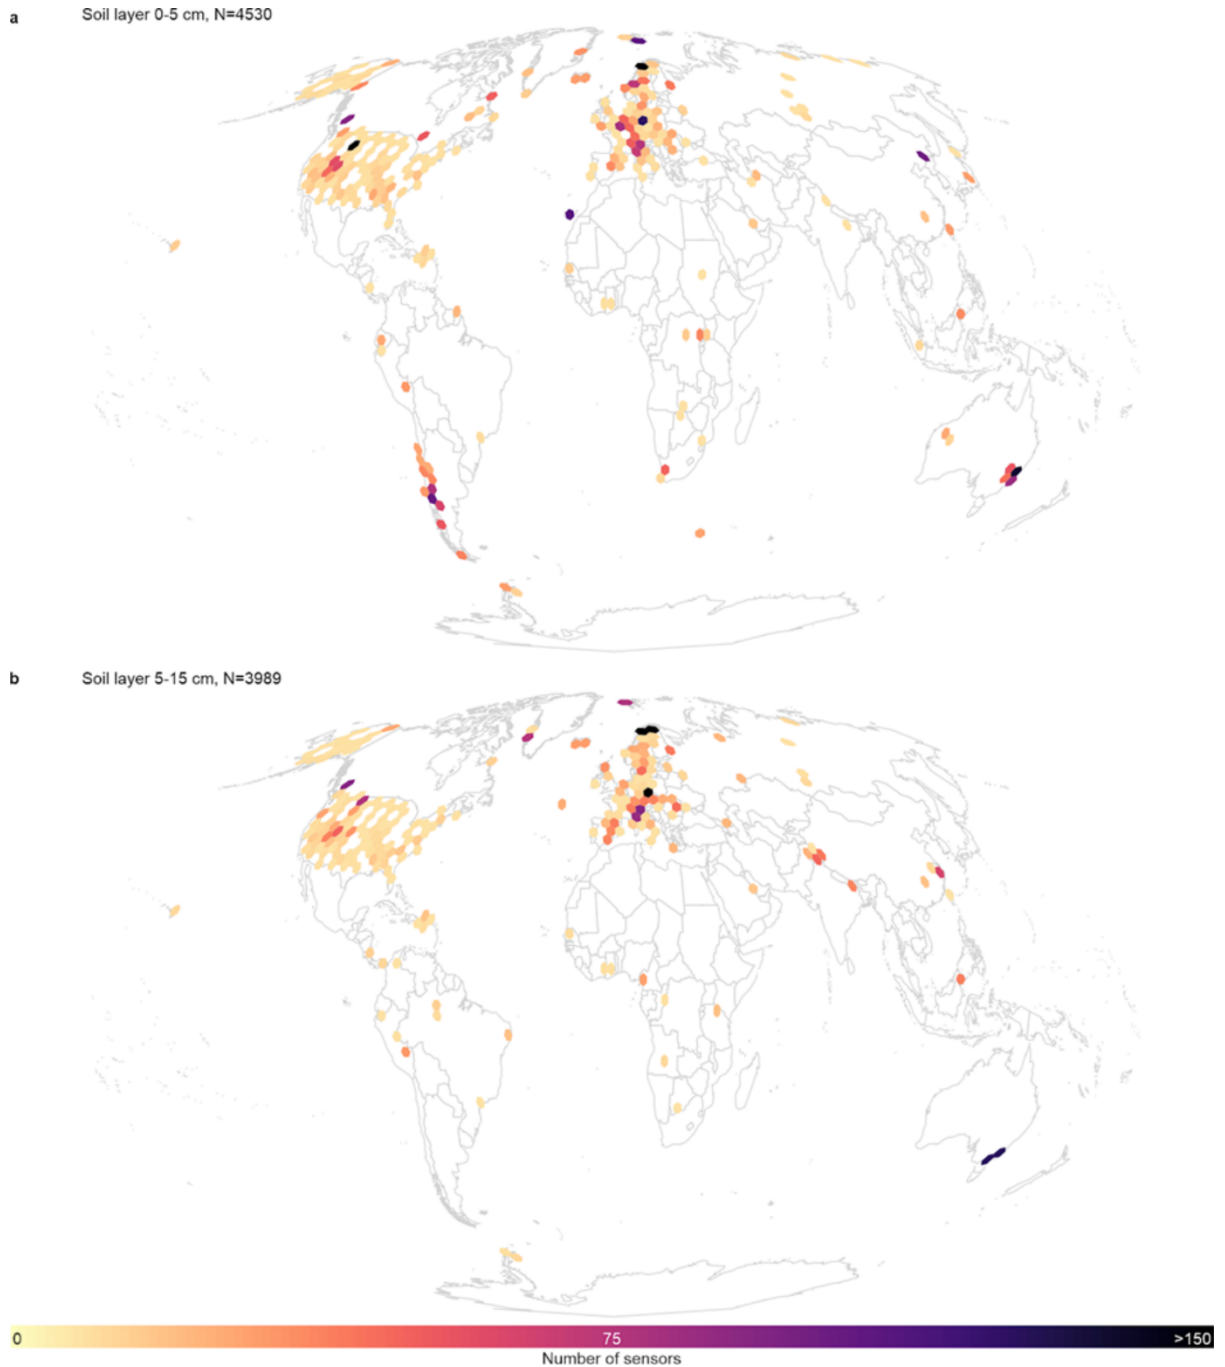 a Soil layer 0-5 cm, N=4530
b Soil layer 5-15 cm, N=3989
0 75 >150
Number of sensors